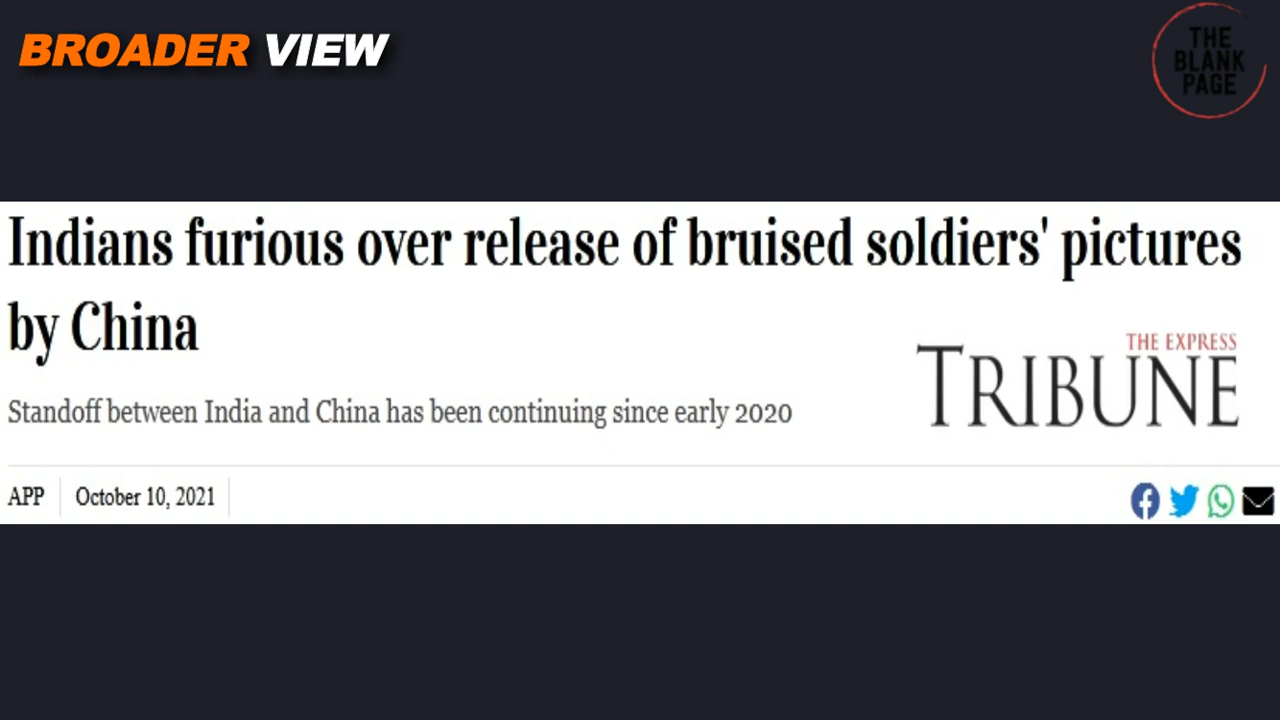 BROADER VIEW
THE
BLANK
PAGE
Indians furious over release of bruised soldiers' pictures
by China
THE EXPRESS
TRIBUNE
Standoff between India and China has been continuing since early 2020
APP
October 10, 2021